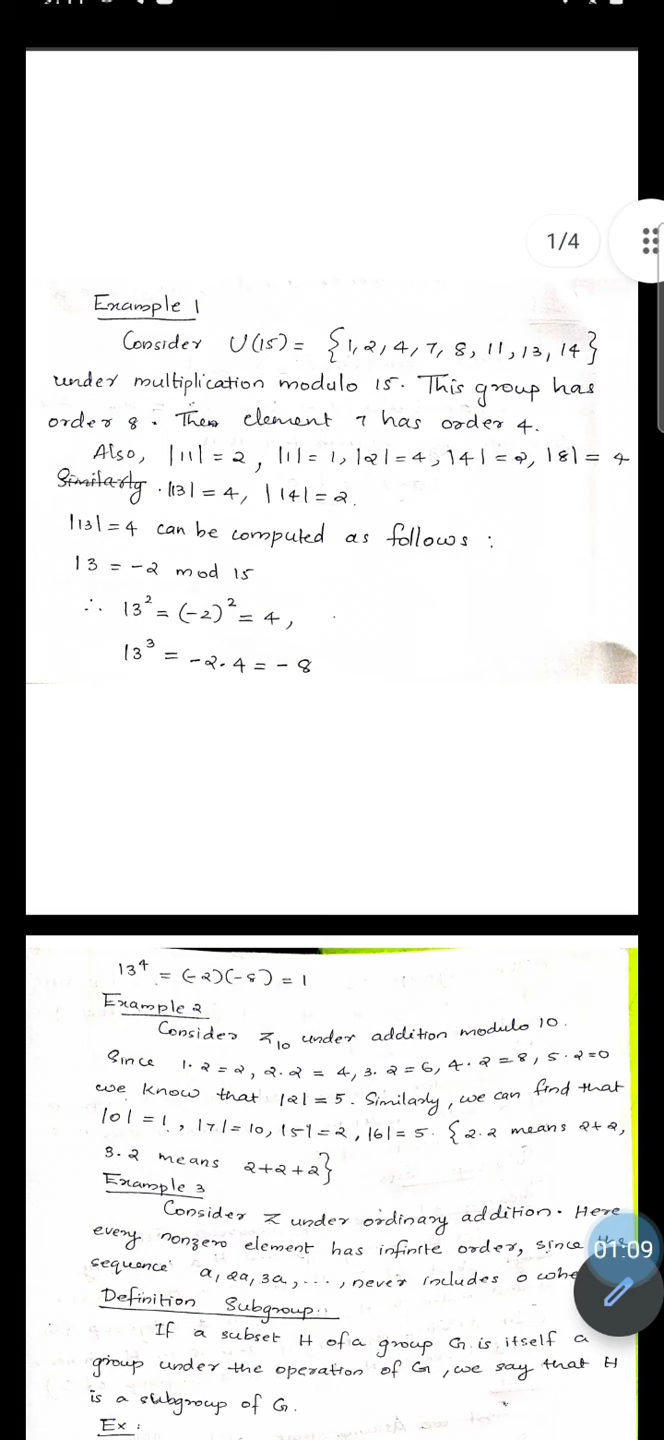 1/4
Example 1
Consider U(15) = {1, 2, 4, 7, 8, 11, 13, 14}
under multiplication modulo 15. This group has
order 8. The element 7 has order 4.
Also, |11| = 2, |1| = 1, |2| = 4, |4| = 2, |8| = 4
Similarly. |13| = 4, |14| = 2.
|13| = 4 can be computed as follows :
13 = -2 mod 15
∴ 13² = (-2)² = 4,
13³ = -2.4 = -8
13⁴ = (-2)(-8) = 1
Example 2
Consider Z₁₀ under addition modulo 10.
Since 1.2 = 2, 2.2 = 4, 3.2 = 6, 4.2 = 8, 5.2 = 0
we know that |2| = 5. Similarly, we can find that
|0| = 1, |7| = 10, |5| = 2, |6| = 5. {2.2 means 2+2,
3.2 means 2+2+2}
Example 3
Consider Z under ordinary addition. Here
every nonzero element has infinite order, since
sequence a, 2a, 3a, ..., never includes 0
01:09
Definition Subgroup:
If a subset H of a group G is itself a
group under the operation of G, we say that H
is a subgroup of G.
Ex :